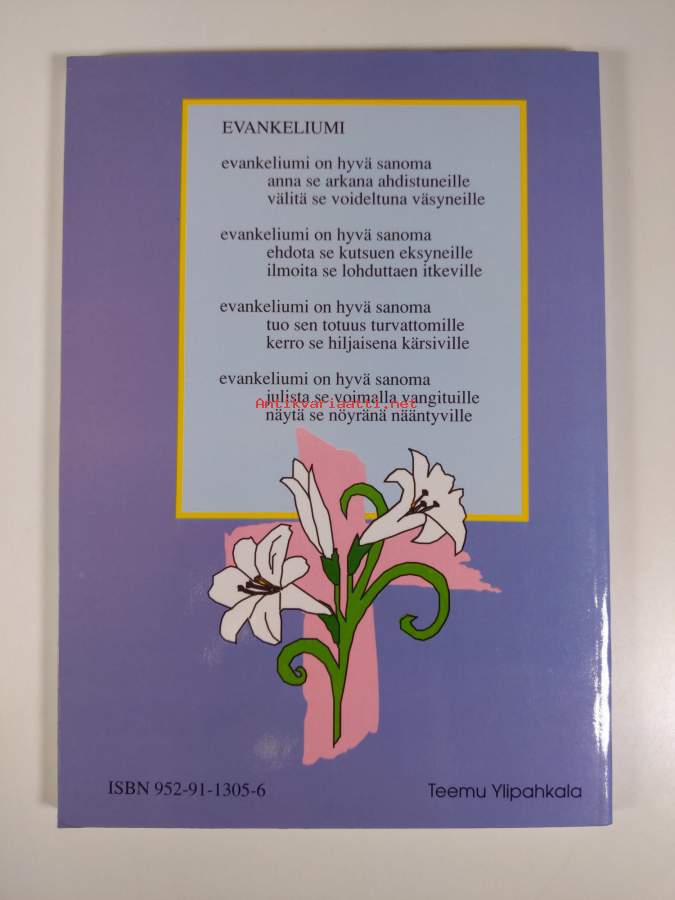 EVANKELIUMI
evankeliumi on hyvä sanoma
anna se arkana ahdistuneille
välitä se voideltuna väsyneille
evankeliumi on hyvä sanoma
ehdota se kutsuen eksyneille
ilmoita se lohduttaen itkeville
evankeliumi on hyvä sanoma
tuo sen totuus turvattomille
kerro se hiljaisena kärsiville
evankeliumi on hyvä sanoma
julista se voimalla vangituille
Antikvariaatti.net
näytä se nöyränä nääntyville
ISBN 952-91-1305-6
Teemu Ylipahkala